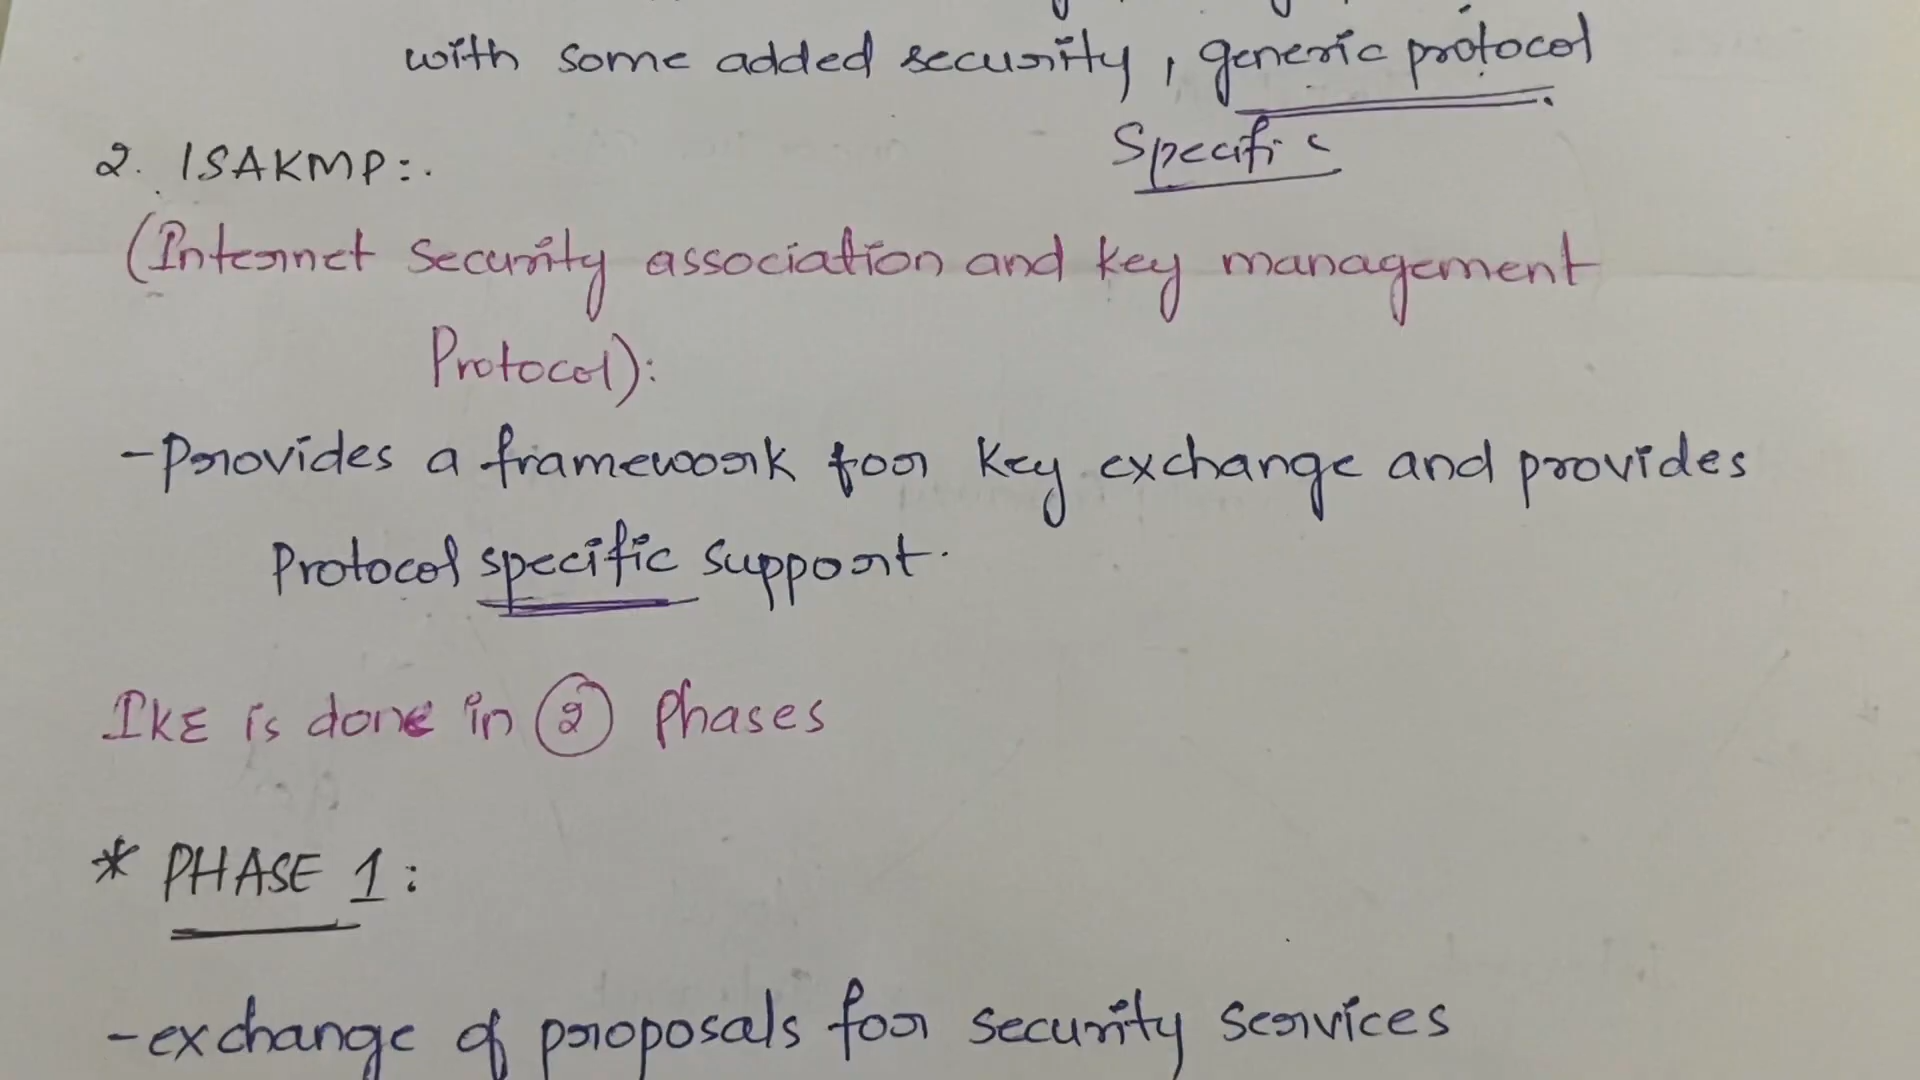 with some added security, generic protocol
Specific
2. ISAKMP:.
(Internet Security association and key management
Protocol):
-Provides a framework for key exchange and provides
Protocol specific support.
IKE is done in 2 Phases
* PHASE 1:
-exchange of proposals for security services